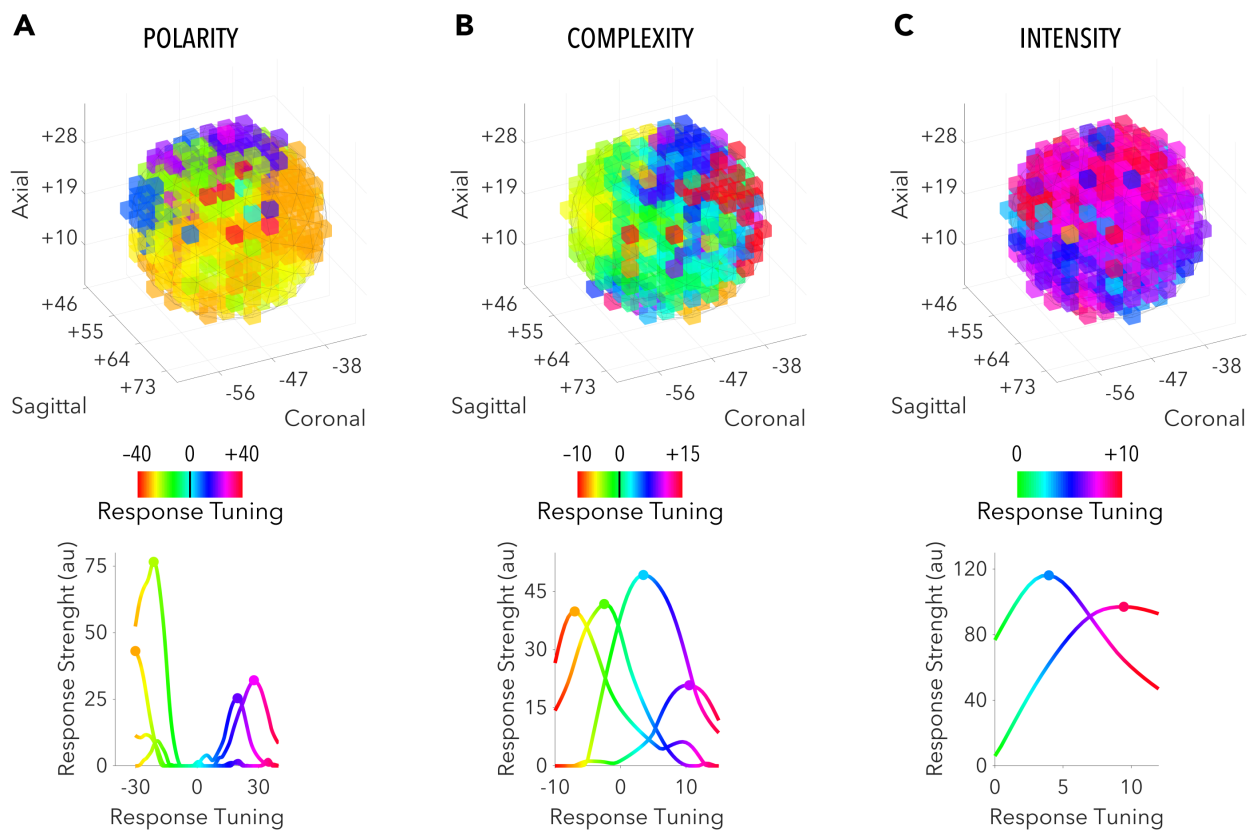 A
POLARITY
Axial
+28
+19
+10
+46
+55
+64
+73
-56
-47
-38
Sagittal
Coronal
–40 0 +40
Response Tuning
Response Strenght (au)
75
50
25
0
-30 0 30
Response Tuning
B
COMPLEXITY
Axial
+28
+19
+10
+46
+55
+64
+73
-56
-47
-38
Sagittal
Coronal
–10 0 +15
Response Tuning
Response Strenght (au)
45
30
15
0
-10 0 10
Response Tuning
C
INTENSITY
Axial
+28
+19
+10
+46
+55
+64
+73
-56
-47
-38
Sagittal
Coronal
0 +10
Response Tuning
Response Strenght (au)
120
80
40
0
0 5 10
Response Tuning